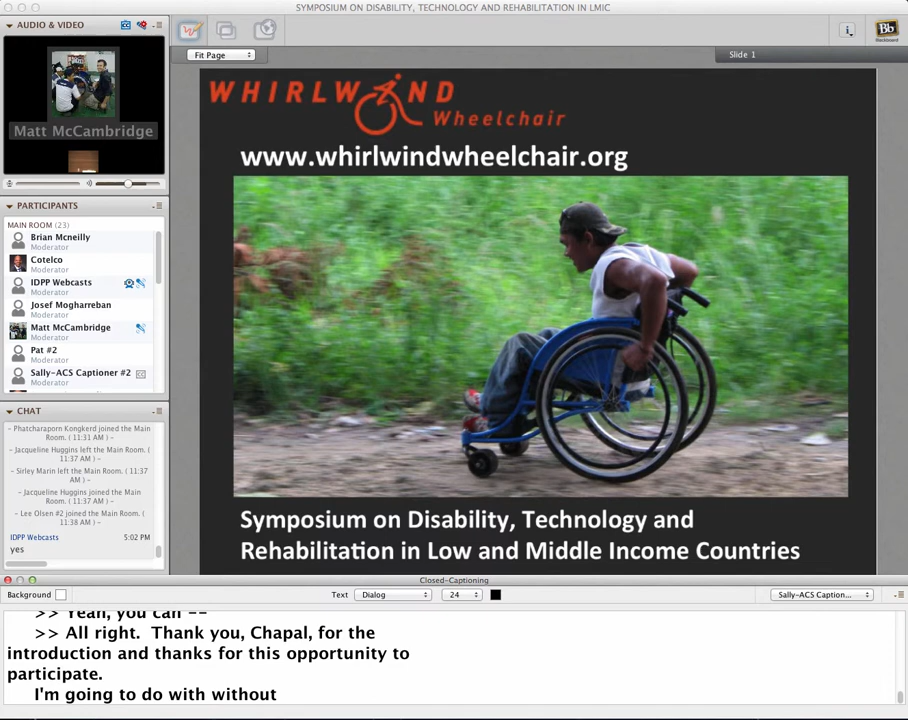 SYMPOSIUM ON DISABILITY, TECHNOLOGY AND REHABILITATION IN LMIC
AUDIO & VIDEO
Matt McCambridge
PARTICIPANTS
MAIN ROOM (23)
Brian Mcneilly
Moderator
Cotelco
Moderator
IDPP Webcasts
Moderator
Josef Mogharreban
Moderator
Matt McCambridge
Moderator
Pat #2
Moderator
Sally-ACS Captioner #2
Moderator
CHAT
- Phatcharaporn Kongkerd joined the Main
Room. ( 11:31 AM ) -
- Jacqueline Huggins left the Main Room. (
11:37 AM ) -
- Sirley Marin left the Main Room. ( 11:37
AM ) -
- Jacqueline Huggins joined the Main
Room. ( 11:37 AM ) -
- Lee Olsen #2 joined the Main Room. (
11:38 AM ) -
IDPP Webcasts 5:02 PM
yes
Fit Page
Slide 1
Bb
Blackboard
WHIRLWIND
Wheelchair
www.whirlwindwheelchair.org
Symposium on Disability, Technology and
Rehabilitation in Low and Middle Income Countries
Closed-Captioning
Background Text Dialog 24 Sally-ACS Caption...
>> Yeah, you can --
>> All right. Thank you, Chapal, for the
introduction and thanks for this opportunity to
participate.
I'm going to do with without